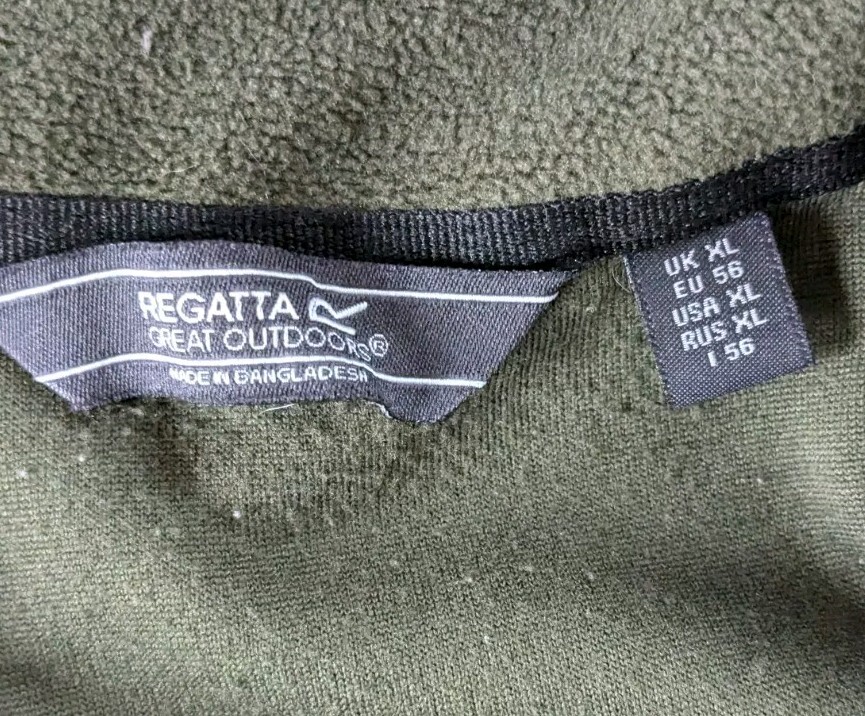 REGATTA
GREAT OUTDOORS®
MADE IN BANGLADESH
UK XL
EU 56
USA XL
RUS XL
I 56